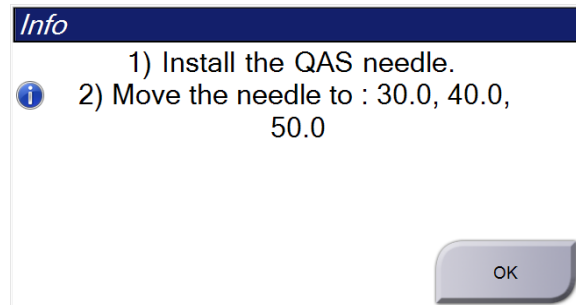 Info
1) Install the QAS needle.
2) Move the needle to : 30.0, 40.0,
50.0
OK